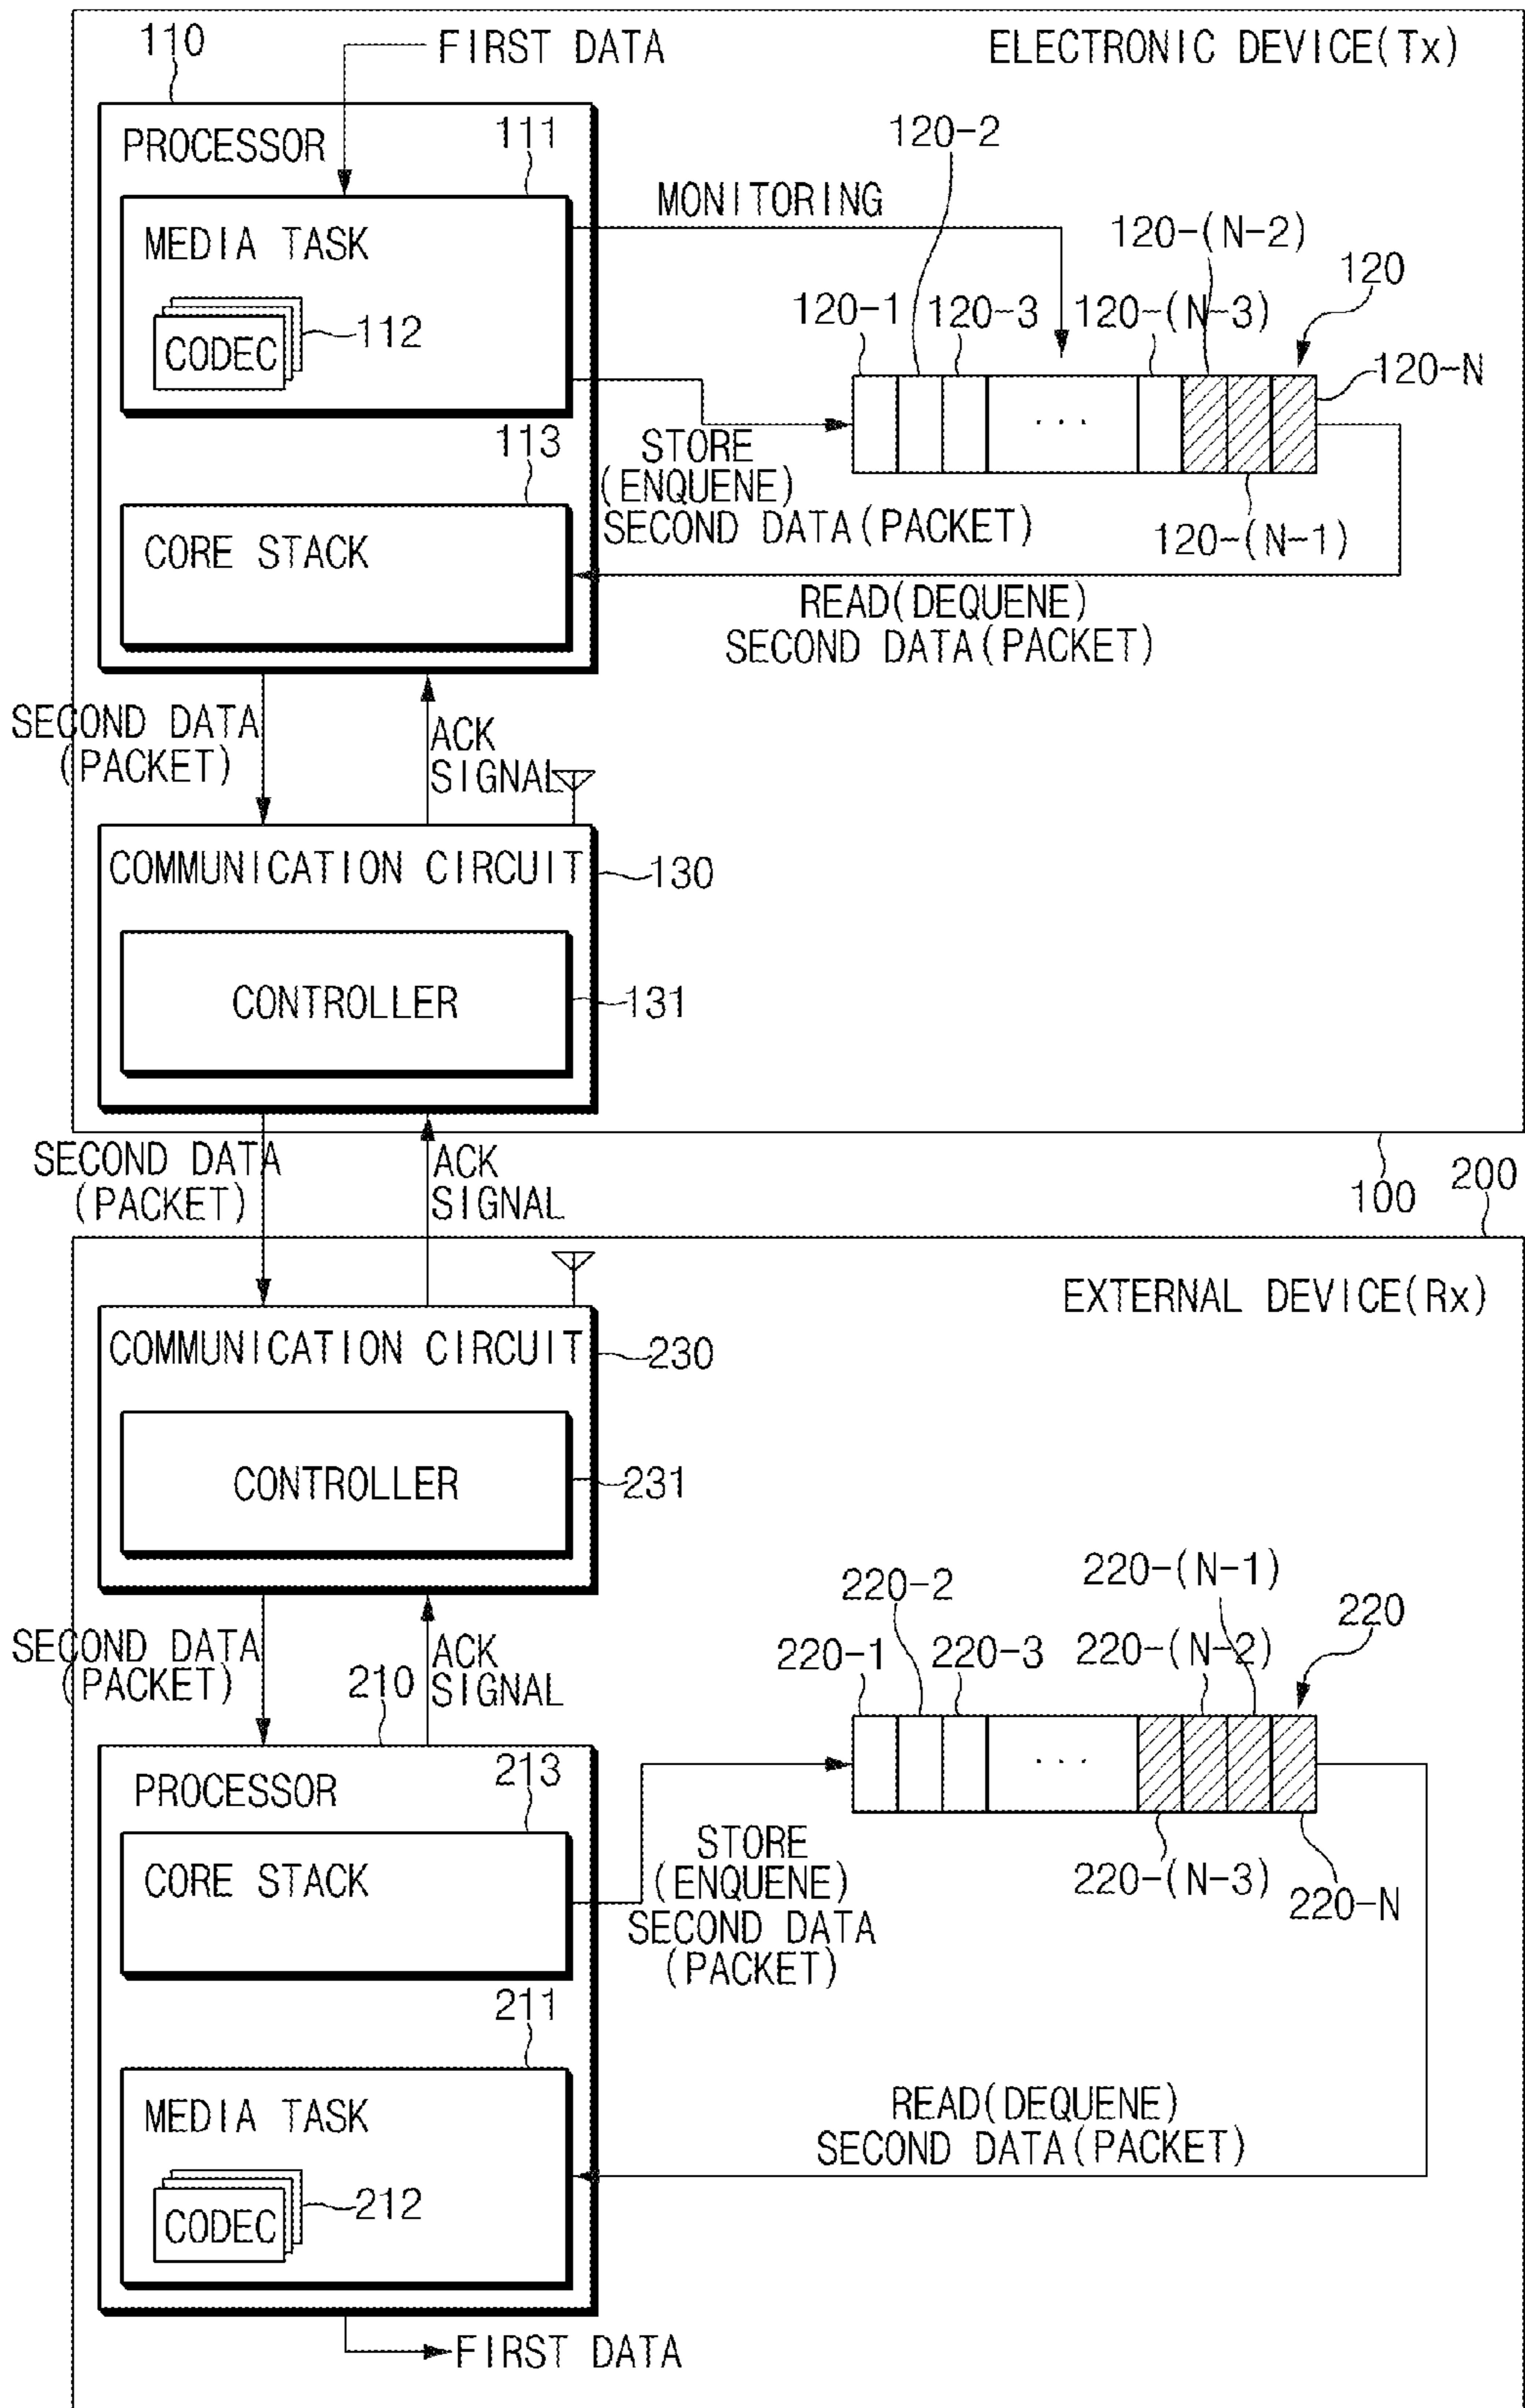 110
FIRST DATA
ELECTRONIC DEVICE(Tx)
PROCESSOR
111
120-2
MEDIA TASK
MONITORING
120-(N-2)
120
120-1
120-3
120-(N-3)
CODEC
112
120-N
. . .
113
STORE
(ENQUENE)
SECOND DATA(PACKET)
120-(N-1)
CORE STACK
READ(DEQUENE)
SECOND DATA(PACKET)
SECOND DATA
(PACKET)
ACK
SIGNAL
COMMUNICATION CIRCUIT
130
CONTROLLER
131
SECOND DATA
(PACKET)
ACK
SIGNAL
100
200
EXTERNAL DEVICE(Rx)
COMMUNICATION CIRCUIT
230
CONTROLLER
231
220-2
220-(N-1)
220
SECOND DATA
(PACKET)
210
ACK
SIGNAL
220-1
220-3
220-(N-2)
. . .
PROCESSOR
213
STORE
(ENQUENE)
SECOND DATA
(PACKET)
220-(N-3)
220-N
CORE STACK
211
MEDIA TASK
READ(DEQUENE)
SECOND DATA(PACKET)
CODEC
212
FIRST DATA